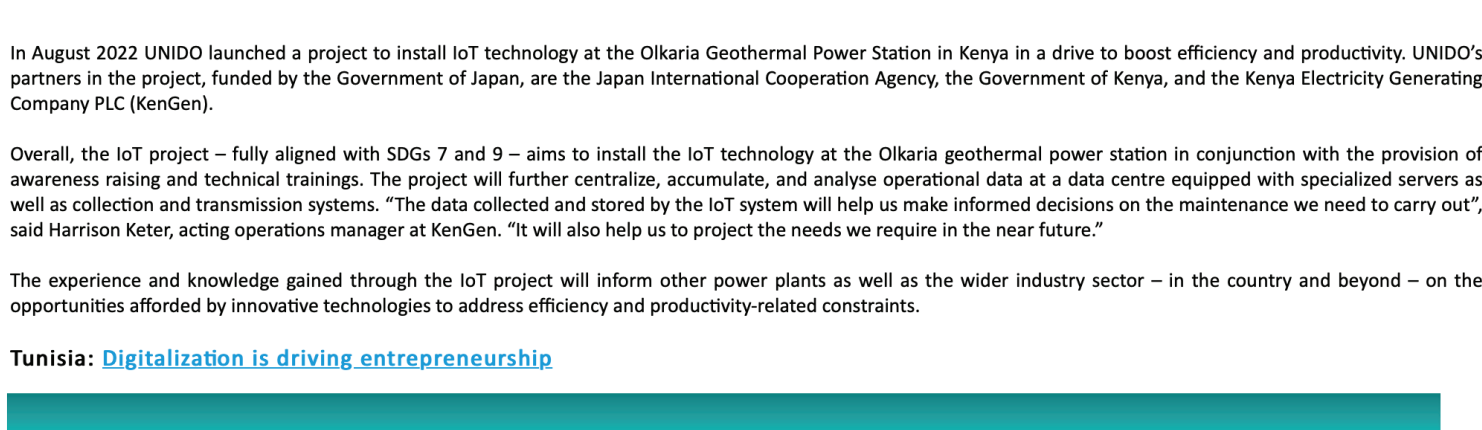 In August 2022 UNIDO launched a project to install IoT technology at the Olkaria Geothermal Power Station in Kenya in a drive to boost efficiency and productivity. UNIDO’s
partners in the project, funded by the Government of Japan, are the Japan International Cooperation Agency, the Government of Kenya, and the Kenya Electricity Generating
Company PLC (KenGen).
Overall, the IoT project – fully aligned with SDGs 7 and 9 – aims to install the IoT technology at the Olkaria geothermal power station in conjunction with the provision of
awareness raising and technical trainings. The project will further centralize, accumulate, and analyse operational data at a data centre equipped with specialized servers as
well as collection and transmission systems. “The data collected and stored by the IoT system will help us make informed decisions on the maintenance we need to carry out”,
said Harrison Keter, acting operations manager at KenGen. “It will also help us to project the needs we require in the near future.”
The experience and knowledge gained through the IoT project will inform other power plants as well as the wider industry sector – in the country and beyond – on the
opportunities afforded by innovative technologies to address efficiency and productivity-related constraints.
Tunisia: Digitalization is driving entrepreneurship